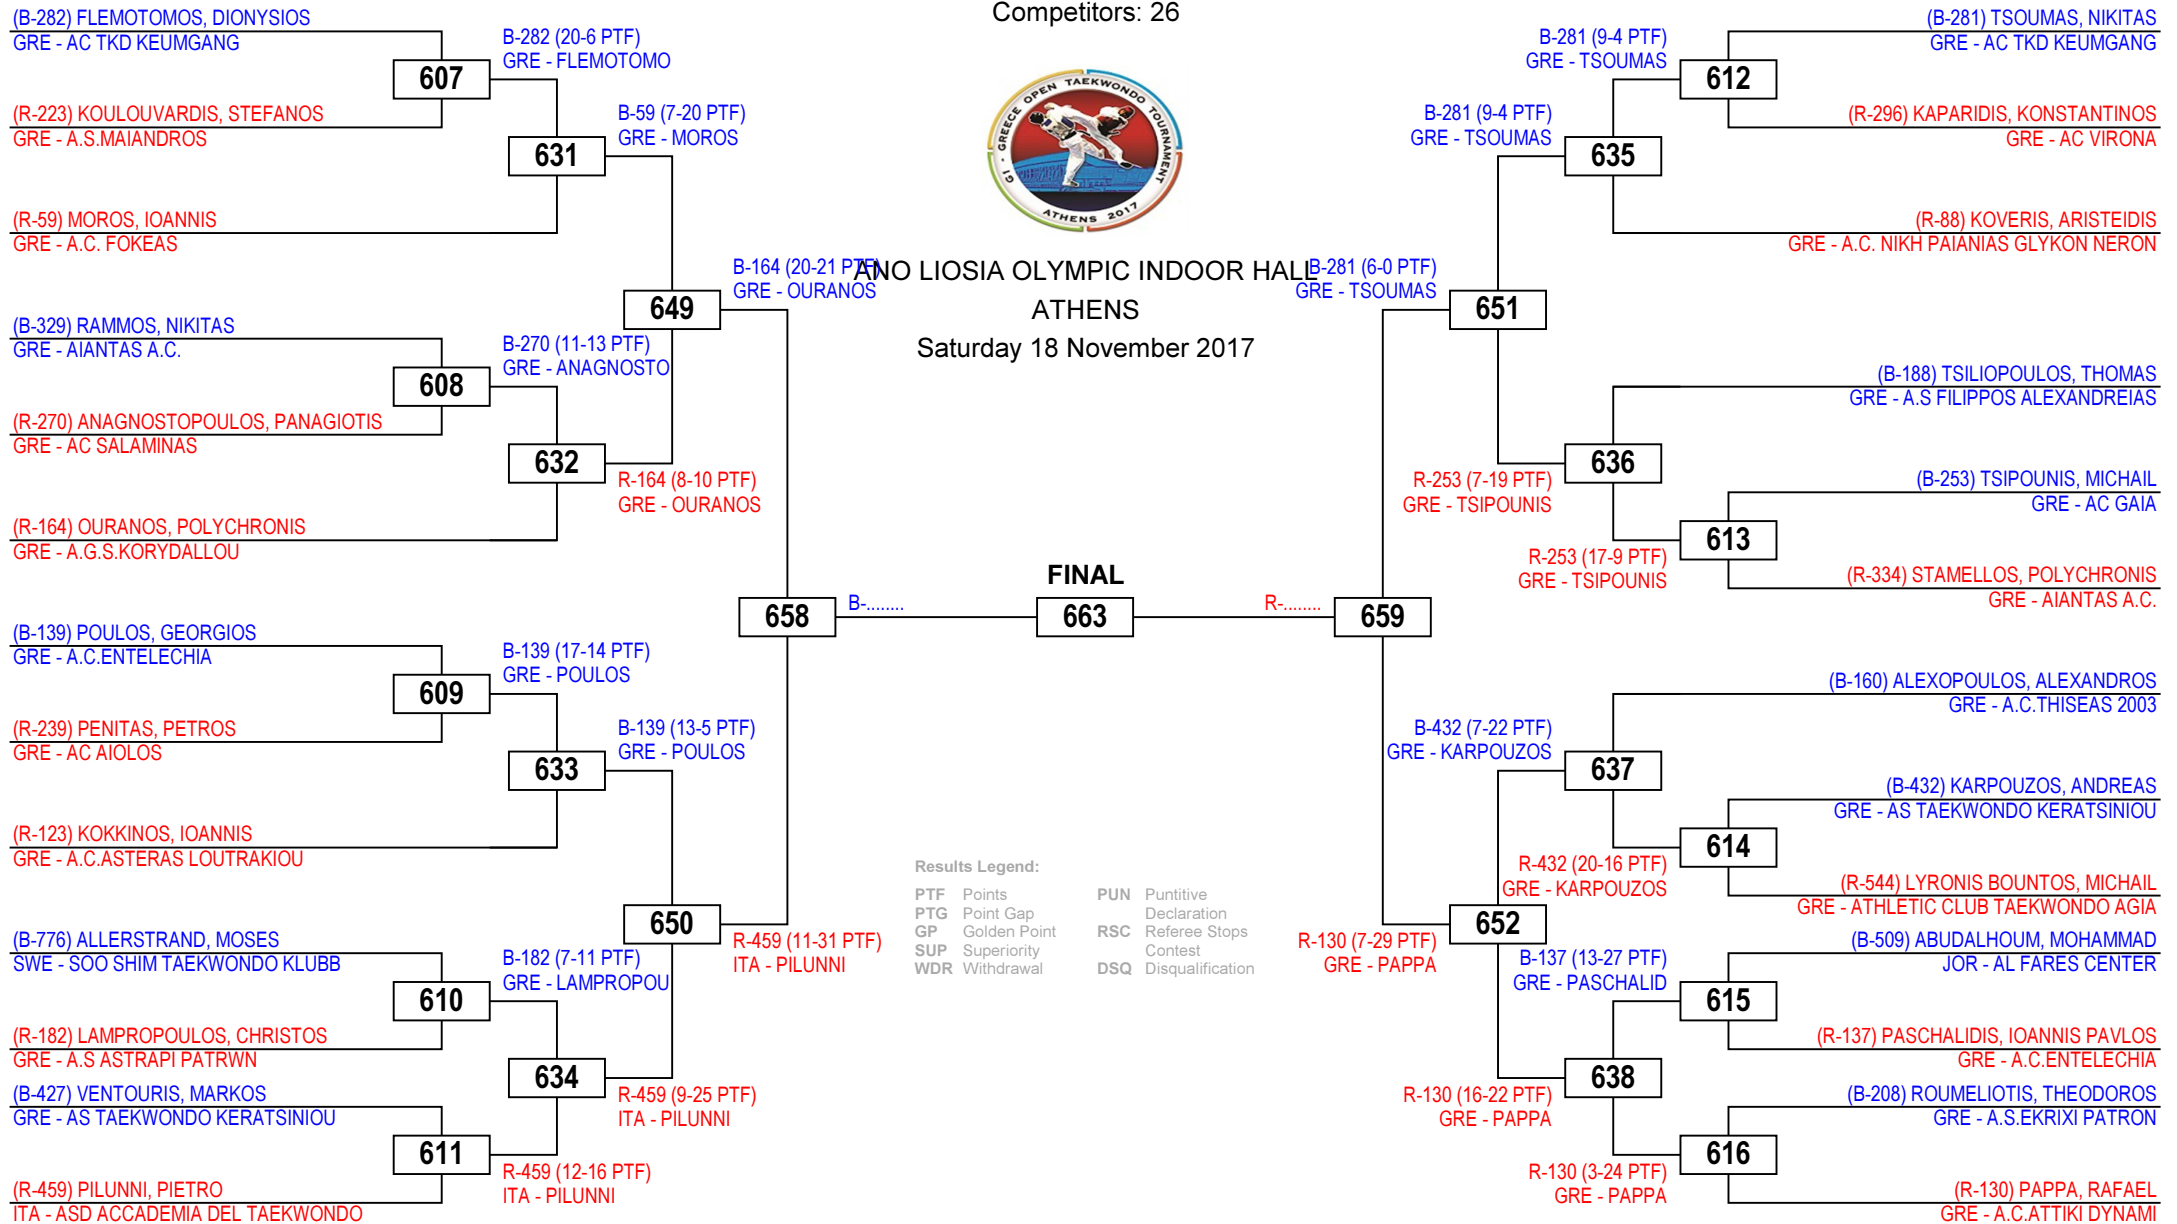 Competitors: 26
G1 - GREECE OPEN TAEKWONDO TOURNAMENT
ATHENS 2017
ANO LIOSIA OLYMPIC INDOOR HALL
ATHENS
Saturday 18 November 2017
(B-282) FLEMOTOMOS, DIONYSIOS
GRE - AC TKD KEUMGANG
607
(R-223) KOULOUVARDIS, STEFANOS
GRE - A.S.MAIANDROS
B-282 (20-6 PTF)
GRE - FLEMOTOMO
631
(R-59) MOROS, IOANNIS
GRE - A.C. FOKEAS
B-59 (7-20 PTF)
GRE - MOROS
649
B-164 (20-21 PTF)
GRE - OURANOS
(B-329) RAMMOS, NIKITAS
GRE - AIANTAS A.C.
608
(R-270) ANAGNOSTOPOULOS, PANAGIOTIS
GRE - AC SALAMINAS
B-270 (11-13 PTF)
GRE - ANAGNOSTO
632
R-164 (8-10 PTF)
GRE - OURANOS
(R-164) OURANOS, POLYCHRONIS
GRE - A.G.S.KORYDALLOU
658
B-........
FINAL
663
R-........
659
(B-139) POULOS, GEORGIOS
GRE - A.C.ENTELECHIA
609
(R-239) PENITAS, PETROS
GRE - AC AIOLOS
B-139 (17-14 PTF)
GRE - POULOS
633
(R-123) KOKKINOS, IOANNIS
GRE - A.C.ASTERAS LOUTRAKIOU
B-139 (13-5 PTF)
GRE - POULOS
650
R-459 (11-31 PTF)
ITA - PILUNNI
(B-776) ALLERSTRAND, MOSES
SWE - SOO SHIM TAEKWONDO KLUBB
610
(R-182) LAMPROPOULOS, CHRISTOS
GRE - A.S ASTRAPI PATRWN
B-182 (7-11 PTF)
GRE - LAMPROPOU
634
R-459 (9-25 PTF)
ITA - PILUNNI
(B-427) VENTOURIS, MARKOS
GRE - AS TAEKWONDO KERATSINIOU
611
R-459 (12-16 PTF)
ITA - PILUNNI
(R-459) PILUNNI, PIETRO
ITA - ASD ACCADEMIA DEL TAEKWONDO
Results Legend:
PTF Points
PTG Point Gap
GP Golden Point
SUP Superiority
WDR Withdrawal
PUN Puntitive
Declaration
RSC Referee Stops
Contest
DSQ Disqualification
(B-281) TSOUMAS, NIKITAS
GRE - AC TKD KEUMGANG
B-281 (9-4 PTF)
GRE - TSOUMAS
612
(R-296) KAPARIDIS, KONSTANTINOS
GRE - AC VIRONA
B-281 (9-4 PTF)
GRE - TSOUMAS
635
(R-88) KOVERIS, ARISTEIDIS
GRE - A.C. NIKH PAIANIAS GLYKON NERON
B-281 (6-0 PTF)
GRE - TSOUMAS
651
(B-188) TSILIOPOULOS, THOMAS
GRE - A.S FILIPPOS ALEXANDREIAS
636
R-253 (7-19 PTF)
GRE - TSIPOUNIS
(B-253) TSIPOUNIS, MICHAIL
GRE - AC GAIA
613
R-253 (17-9 PTF)
GRE - TSIPOUNIS
(R-334) STAMELLOS, POLYCHRONIS
GRE - AIANTAS A.C.
(B-160) ALEXOPOULOS, ALEXANDROS
GRE - A.C.THISEAS 2003
B-432 (7-22 PTF)
GRE - KARPOUZOS
637
(B-432) KARPOUZOS, ANDREAS
GRE - AS TAEKWONDO KERATSINIOU
614
R-432 (20-16 PTF)
GRE - KARPOUZOS
(R-544) LYRONIS BOUNTOS, MICHAIL
GRE - ATHLETIC CLUB TAEKWONDO AGIA
652
R-130 (7-29 PTF)
GRE - PAPPA
(B-509) ABUDALHOUM, MOHAMMAD
JOR - AL FARES CENTER
B-137 (13-27 PTF)
GRE - PASCHALID
615
(R-137) PASCHALIDIS, IOANNIS PAVLOS
GRE - A.C.ENTELECHIA
638
R-130 (16-22 PTF)
GRE - PAPPA
(B-208) ROUMELIOTIS, THEODOROS
GRE - A.S.EKRIXI PATRON
616
R-130 (3-24 PTF)
GRE - PAPPA
(R-130) PAPPA, RAFAEL
GRE - A.C.ATTIKI DYNAMI